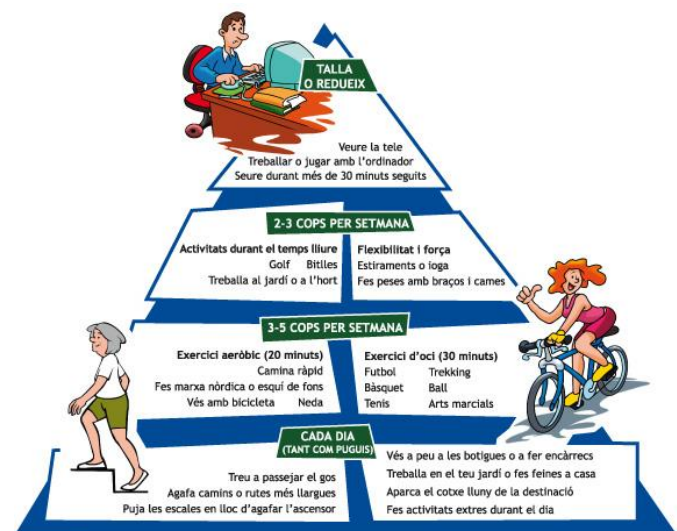 TALLA
O REDUEIX
Veure la tele
Treballar o jugar amb l'ordinador
Seure durant més de 30 minuts seguits
2-3 COPS PER SETMANA
Activitats durant el temps lliure
Golf Bitlles
Treballa al jardí o a l'hort
Flexibilitat i força
Estiraments o ioga
Fes peses amb braços i cames
3-5 COPS PER SETMANA
Exercici aeròbic (20 minuts)
Camina ràpid
Fes marxa nòrdica o esquí de fons
Vés amb bicicleta Neda
Exercici d'oci (30 minuts)
Futbol Trekking
Bàsquet Ball
Tenis Arts marcials
CADA DIA
(TANT COM PUGUIS)
Treu a passejar el gos
Agafa camins o rutes més llargues
Puja les escales en lloc d'agafar l'ascensor
Vés a peu a les botigues o a fer encàrrecs
Treballa en el teu jardí o fes feines a casa
Aparca el cotxe lluny de la destinació
Fes activitats extres durant el dia